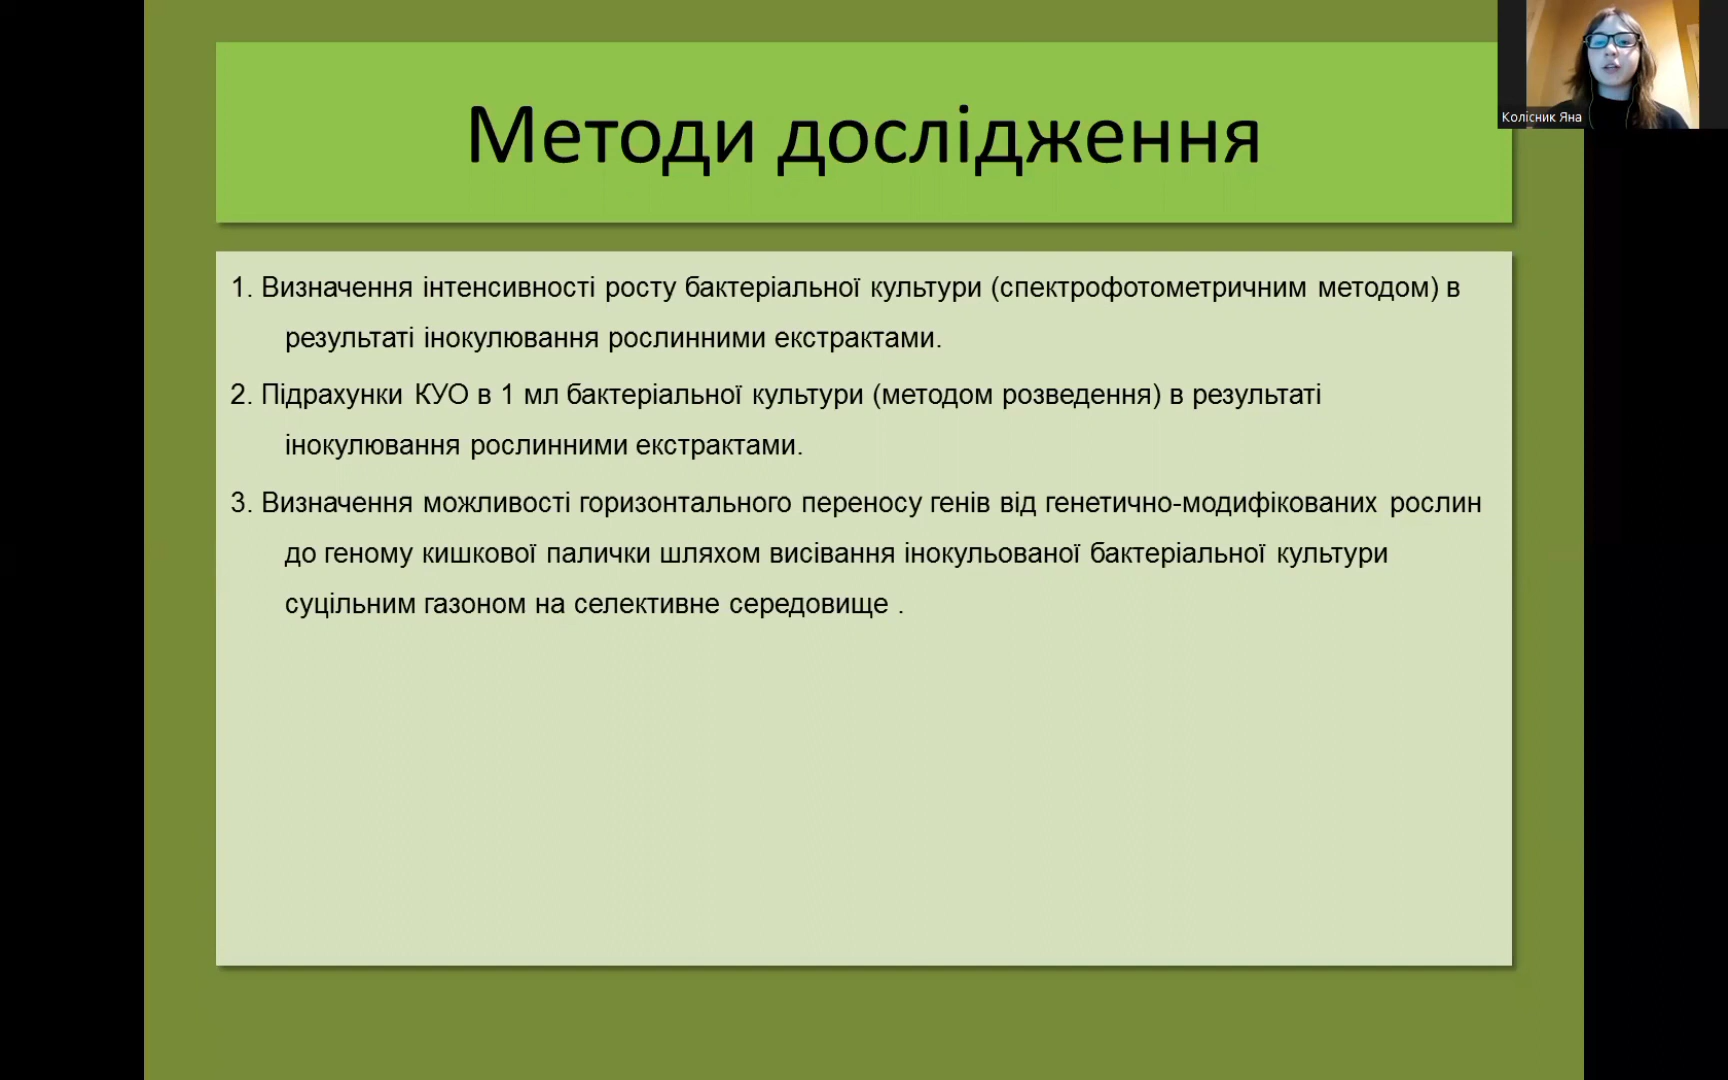 Методи дослідження
Колісник Яна
1. Визначення інтенсивності росту бактеріальної культури (спектрофотометричним методом) в
результаті інокулювання рослинними екстрактами.
2. Підрахунки КУО в 1 мл бактеріальної культури (методом розведення) в результаті
інокулювання рослинними екстрактами.
3. Визначення можливості горизонтального переносу генів від генетично-модифікованих рослин
до геному кишкової палички шляхом висівання інокульованої бактеріальної культури
суцільним газоном на селективне середовище .